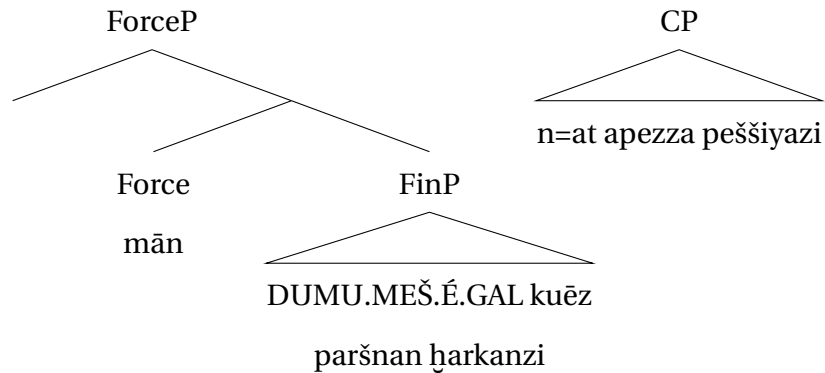 ForceP
CP
n=at apezza peššiyazi
Force
FinP
mān
DUMU.MEŠ.É.GAL kuēz
paršnan ḫarkanzi